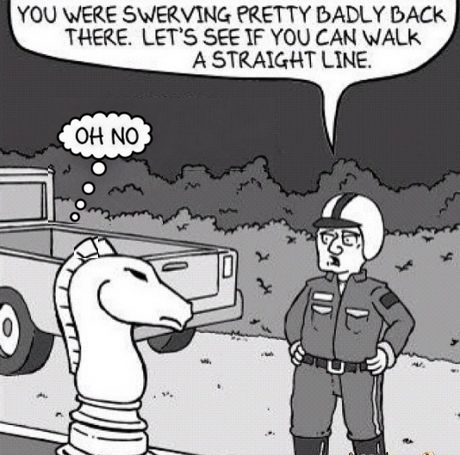 YOU WERE SWERVING PRETTY BADLY BACK
THERE. LET'S SEE IF YOU CAN WALK
A STRAIGHT LINE.
OH NO